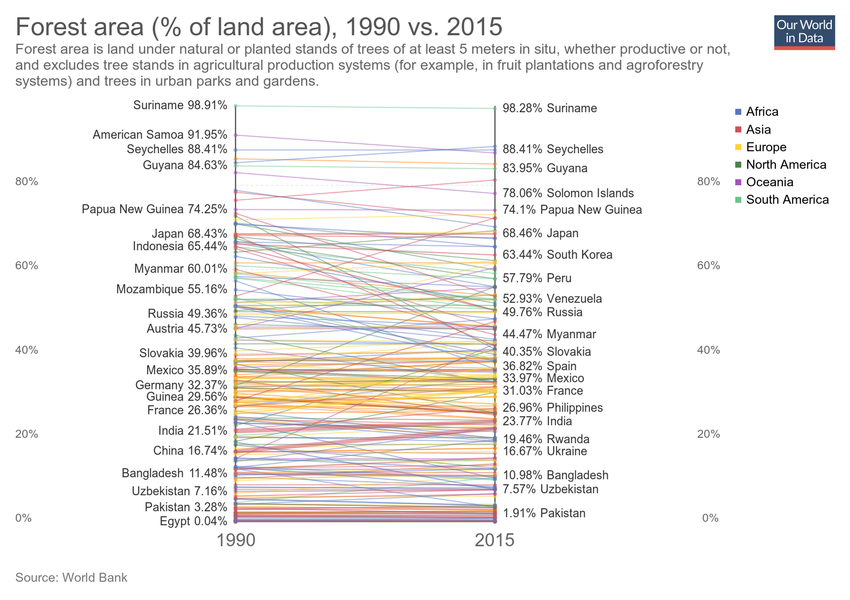 Forest area (% of land area), 1990 vs. 2015
Our World
in Data
Forest area is land under natural or planted stands of trees of at least 5 meters in situ, whether productive or not,
and excludes tree stands in agricultural production systems (for example, in fruit plantations and agroforestry
systems) and trees in urban parks and gardens.
Suriname 98.91%
American Samoa 91.95%
Seychelles 88.41%
Guyana 84.63%
Papua New Guinea 74.25%
Japan 68.43%
Indonesia 65.44%
Myanmar 60.01%
Mozambique 55.16%
Russia 49.36%
Austria 45.73%
Slovakia 39.96%
Mexico 35.89%
Germany 32.37%
Guinea 29.56%
France 26.36%
India 21.51%
China 16.74%
Bangladesh 11.48%
Uzbekistan 7.16%
Pakistan 3.28%
Egypt 0.04%
80%
60%
40%
20%
0%
98.28% Suriname
88.41% Seychelles
83.95% Guyana
78.06% Solomon Islands
74.1% Papua New Guinea
68.46% Japan
63.44% South Korea
57.79% Peru
52.93% Venezuela
49.76% Russia
44.47% Myanmar
40.35% Slovakia
36.82% Spain
33.97% Mexico
31.03% France
26.96% Philippines
23.77% India
19.46% Rwanda
16.67% Ukraine
10.98% Bangladesh
7.57% Uzbekistan
1.91% Pakistan
80%
60%
40%
20%
0%
Africa
Asia
Europe
North America
Oceania
South America
1990
2015
Source: World Bank